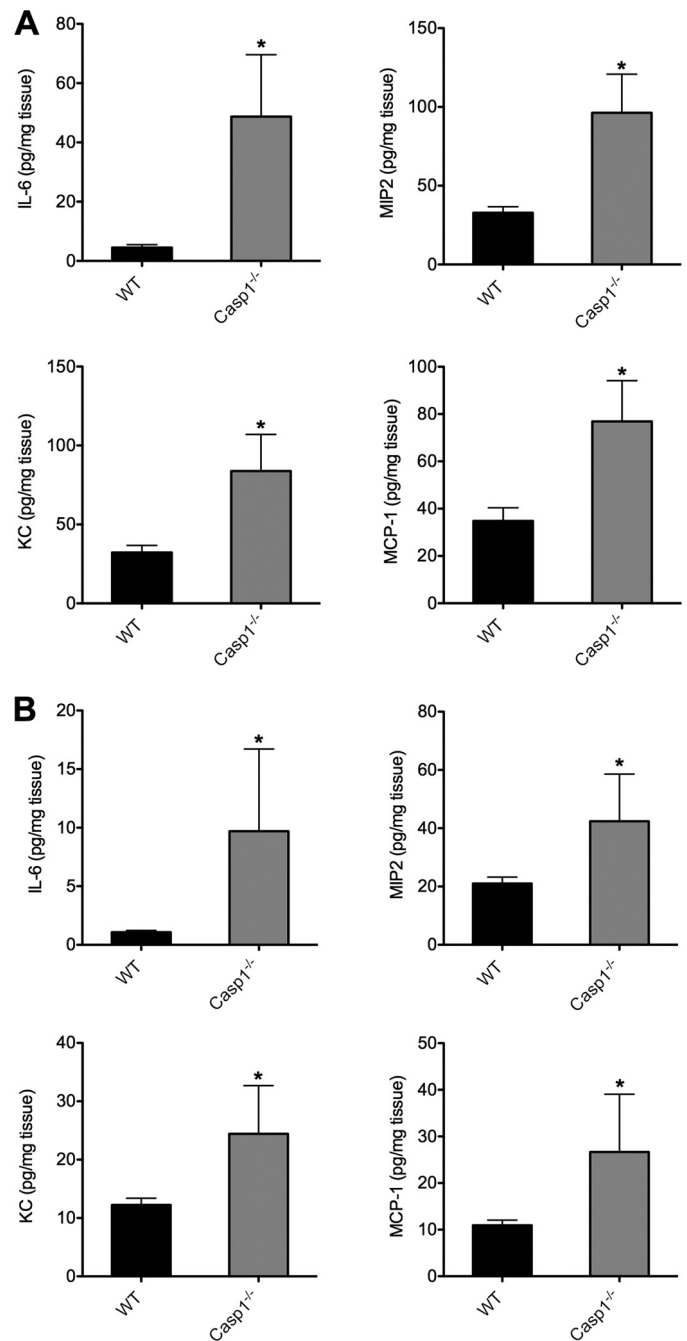 A
IL-6 (pg/mg tissue)
80
60
40
20
0
*
WT
Casp1-/-
MIP2 (pg/mg tissue)
150
100
50
0
*
WT
Casp1-/-
KC (pg/mg tissue)
150
100
50
0
*
WT
Casp1-/-
MCP-1 (pg/mg tissue)
100
80
60
40
20
0
*
WT
Casp1-/-
B
IL-6 (pg/mg tissue)
20
15
10
5
0
*
WT
Casp1-/-
MIP2 (pg/mg tissue)
80
60
40
20
0
*
WT
Casp1-/-
KC (pg/mg tissue)
40
30
20
10
0
*
WT
Casp1-/-
MCP-1 (pg/mg tissue)
50
40
30
20
10
0
*
WT
Casp1-/-